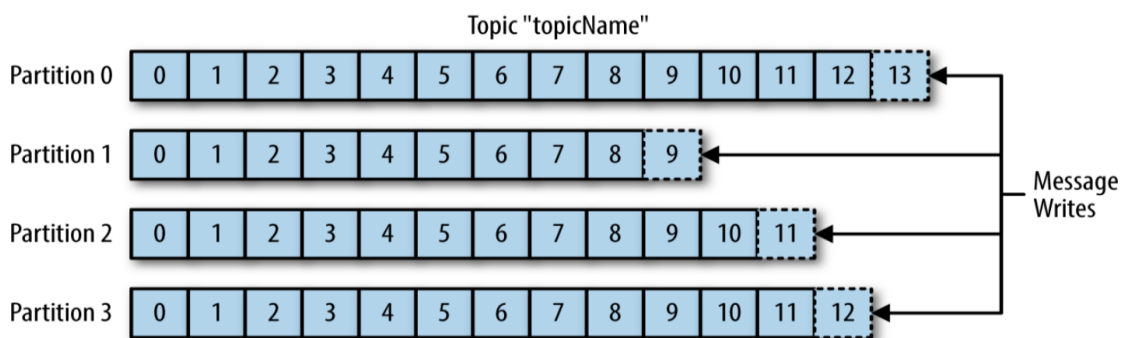 Topic "topicName"
Partition 0 0 1 2 3 4 5 6 7 8 9 10 11 12 13
Partition 1 0 1 2 3 4 5 6 7 8 9
Partition 2 0 1 2 3 4 5 6 7 8 9 10 11
Partition 3 0 1 2 3 4 5 6 7 8 9 10 11 12
Message
Writes